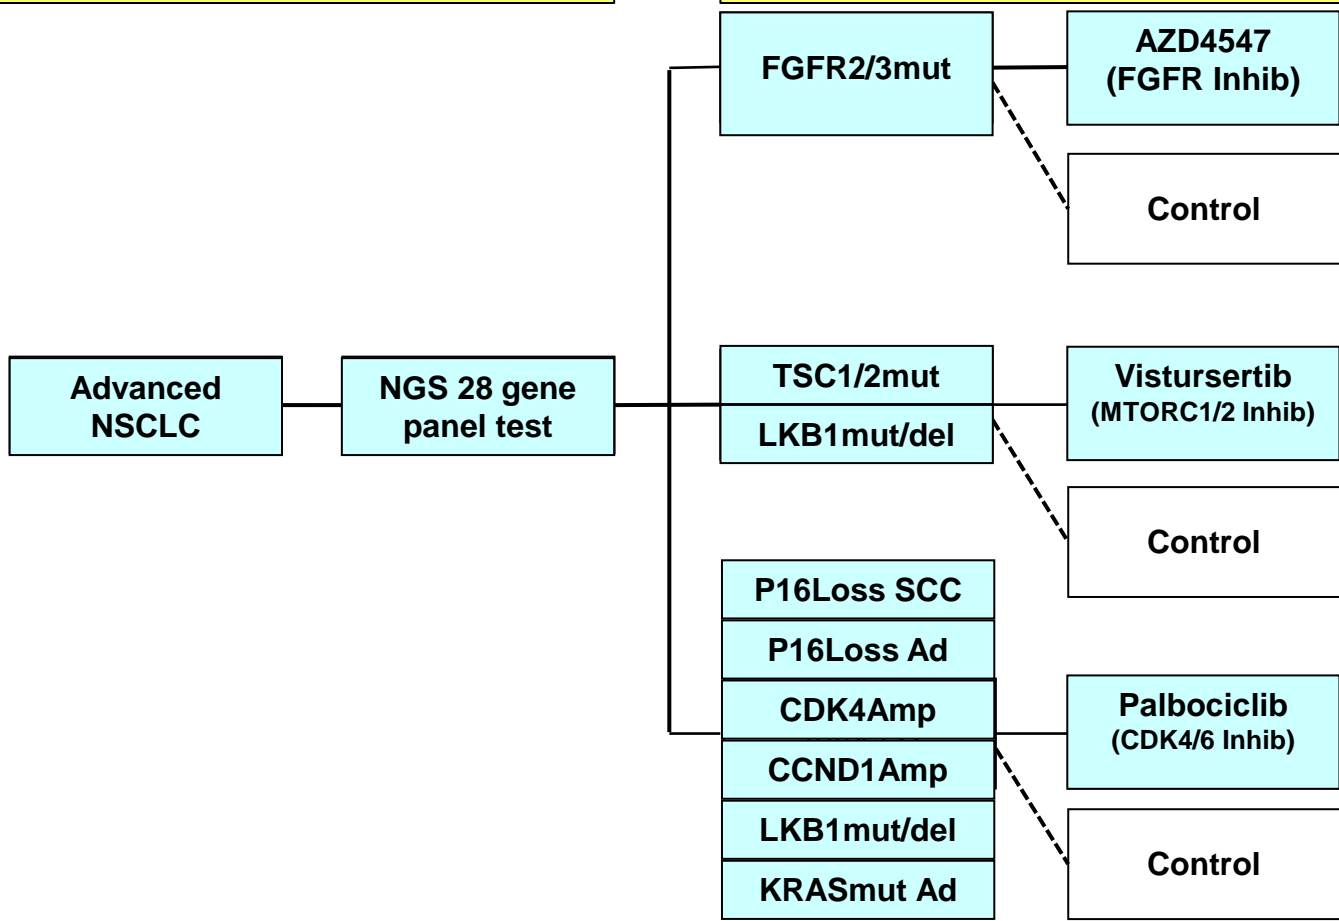 FGFR2/3mut
AZD4547
(FGFR Inhib)
Control
Advanced
NSCLC
NGS 28 gene
panel test
TSC1/2mut
LKB1mut/del
Vistursertib
(MTORC1/2 Inhib)
Control
P16Loss SCC
P16Loss Ad
CDK4Amp
CCND1Amp
LKB1mut/del
KRASmut Ad
Palbociclib
(CDK4/6 Inhib)
Control